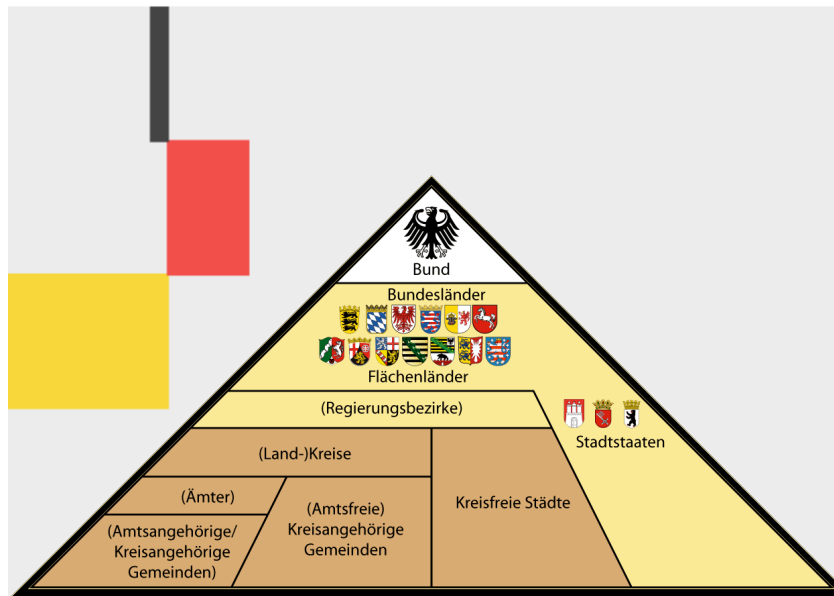 Bund
Bundesländer
Flächenländer
(Regierungsbezirke)
Stadtstaaten
(Land-)Kreise
(Ämter)
(Amtsangehörige/
Kreisangehörige
Gemeinden)
(Amtsfreie)
Kreisangehörige
Gemeinden
Kreisfreie Städte